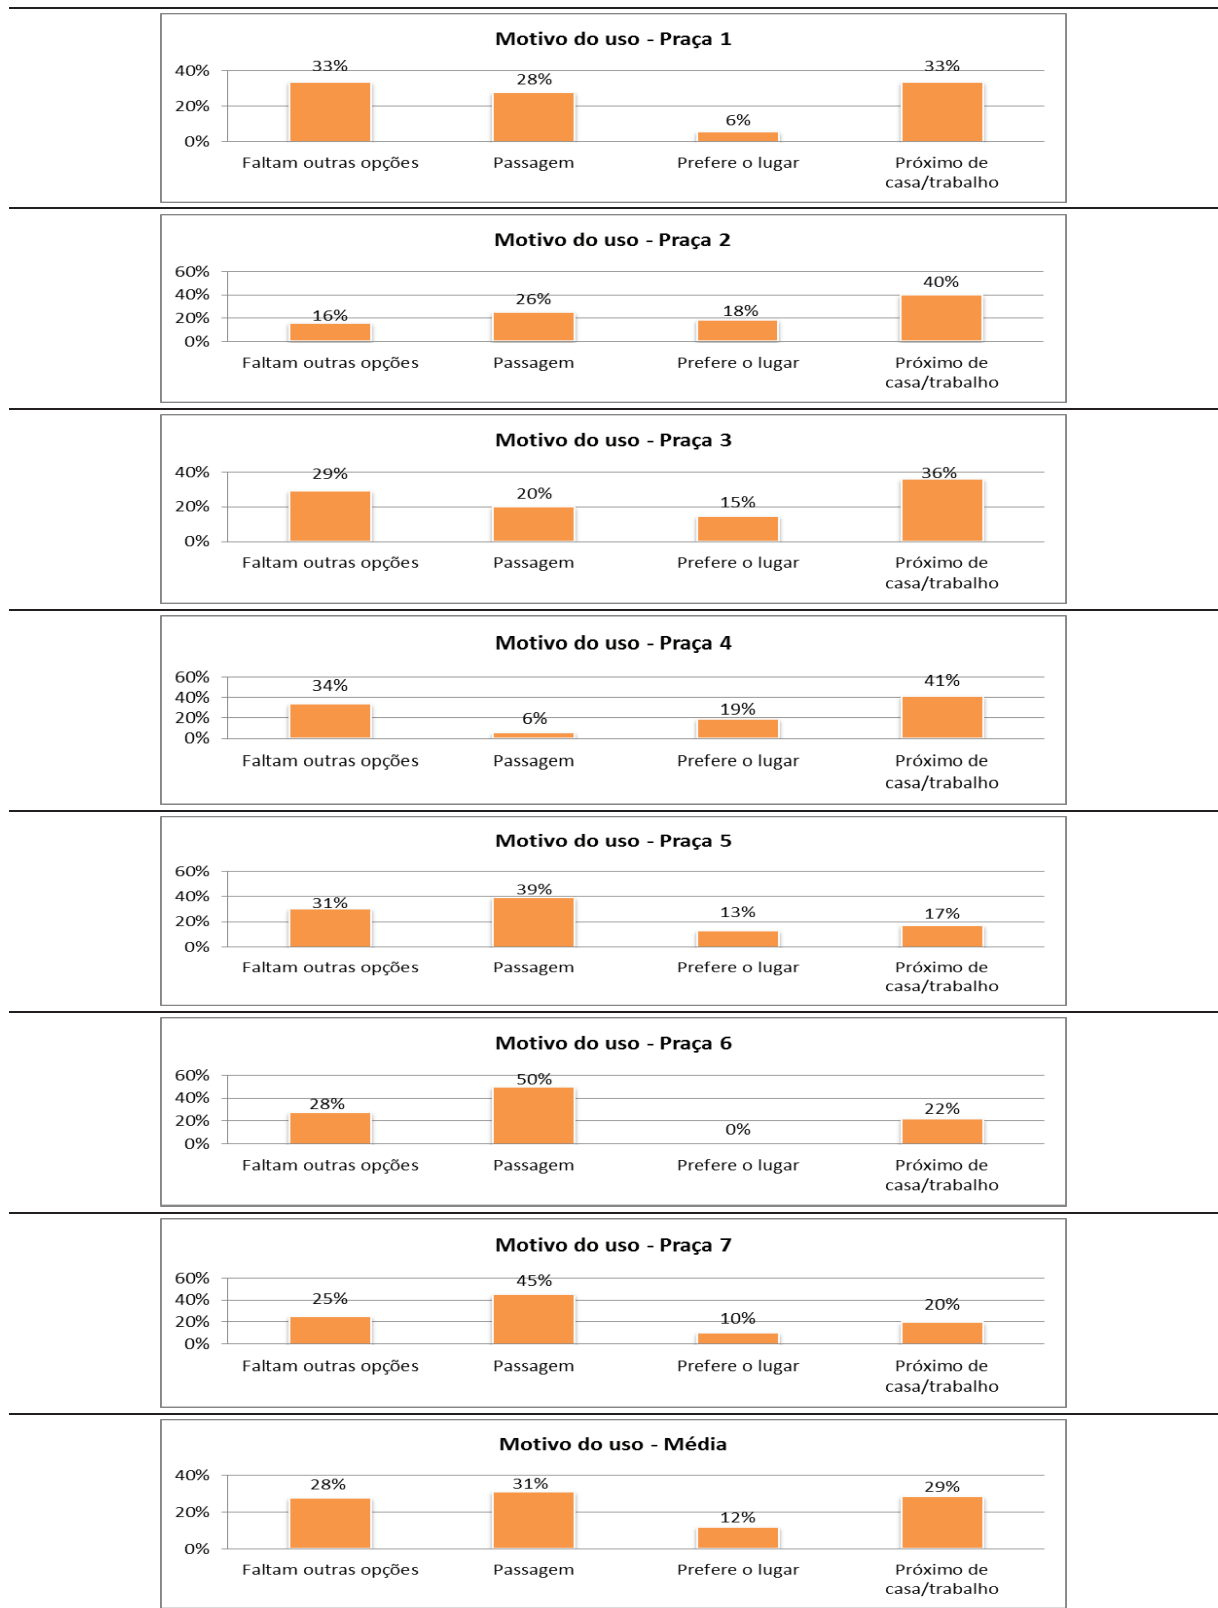 Motivo do uso - Praça 1
40%
20%
0%
33%
28%
6%
33%
Faltam outras opções
Passagem
Prefere o lugar
Próximo de
casa/trabalho
Motivo do uso - Praça 2
60%
40%
20%
0%
16%
26%
18%
40%
Faltam outras opções
Passagem
Prefere o lugar
Próximo de
casa/trabalho
Motivo do uso - Praça 3
40%
20%
0%
29%
20%
15%
36%
Faltam outras opções
Passagem
Prefere o lugar
Próximo de
casa/trabalho
Motivo do uso - Praça 4
60%
40%
20%
0%
34%
6%
19%
41%
Faltam outras opções
Passagem
Prefere o lugar
Próximo de
casa/trabalho
Motivo do uso - Praça 5
60%
40%
20%
0%
31%
39%
13%
17%
Faltam outras opções
Passagem
Prefere o lugar
Próximo de
casa/trabalho
Motivo do uso - Praça 6
60%
40%
20%
0%
28%
50%
0%
22%
Faltam outras opções
Passagem
Prefere o lugar
Próximo de
casa/trabalho
Motivo do uso - Praça 7
60%
40%
20%
0%
25%
45%
10%
20%
Faltam outras opções
Passagem
Prefere o lugar
Próximo de
casa/trabalho
Motivo do uso - Média
40%
20%
0%
28%
31%
12%
29%
Faltam outras opções
Passagem
Prefere o lugar
Próximo de
casa/trabalho